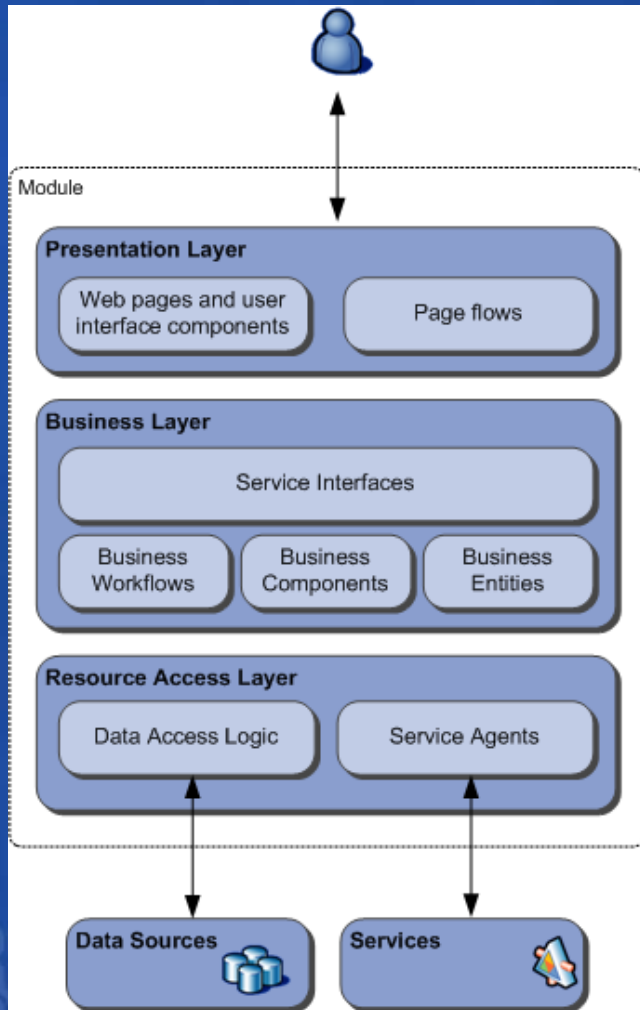 Module
Presentation Layer
Web pages and user
interface components
Page flows
Business Layer
Service Interfaces
Business
Workflows
Business
Components
Business
Entities
Resource Access Layer
Data Access Logic
Service Agents
Data Sources
Services